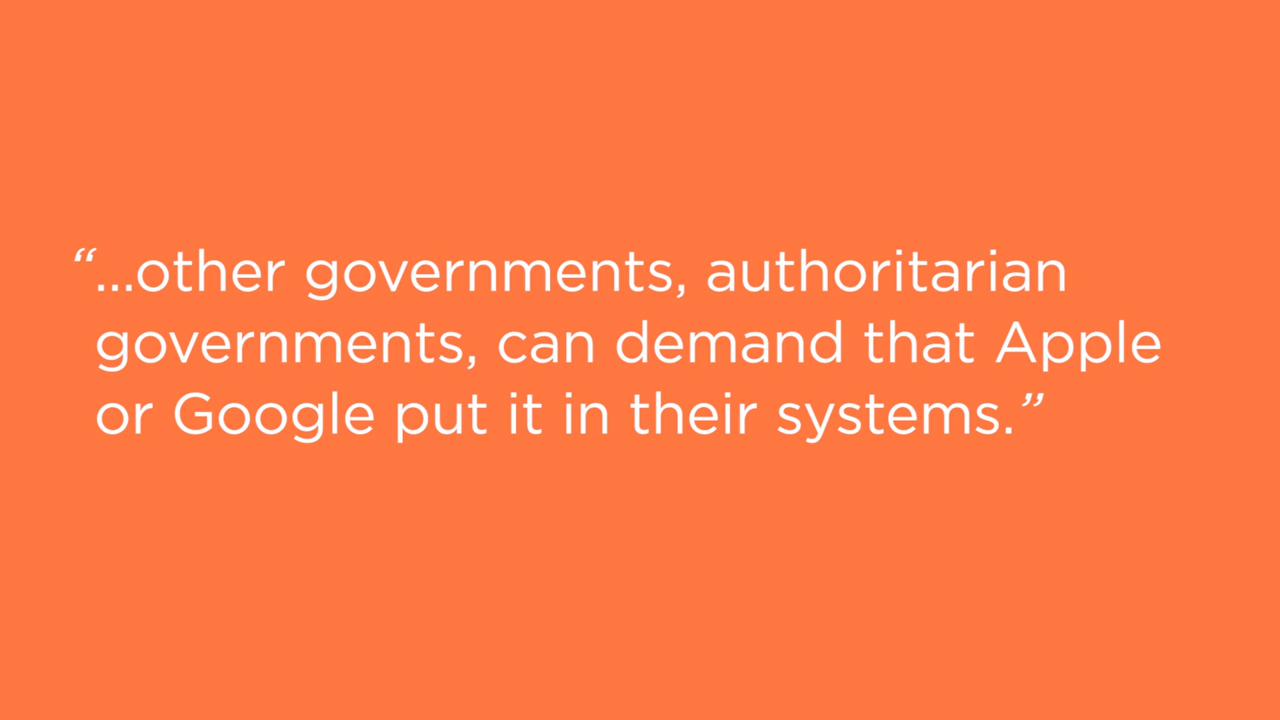 “...other governments, authoritarian
governments, can demand that Apple
or Google put it in their systems.”